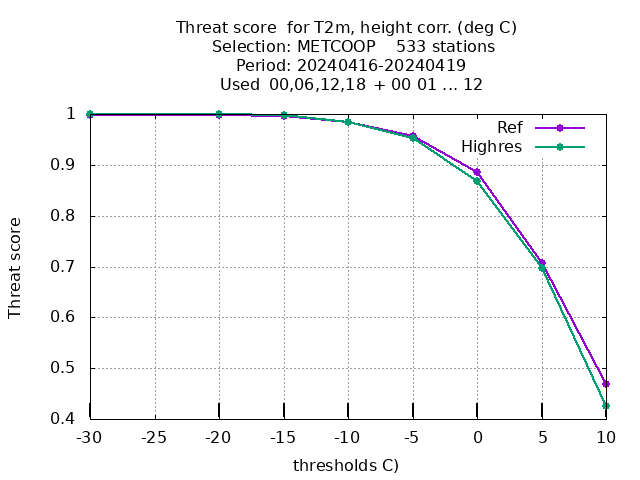 Threat score  for T2m, height corr. (deg C)
Selection: METCOOP    533 stations
Period: 20240416-20240419
Used  00,06,12,18  + 00 01 ... 12
Ref
Highres
1
0.9
0.8
0.7
0.6
0.5
0.4
Threat score
-30 -25 -20 -15 -10 -5 0 5 10
thresholds C)